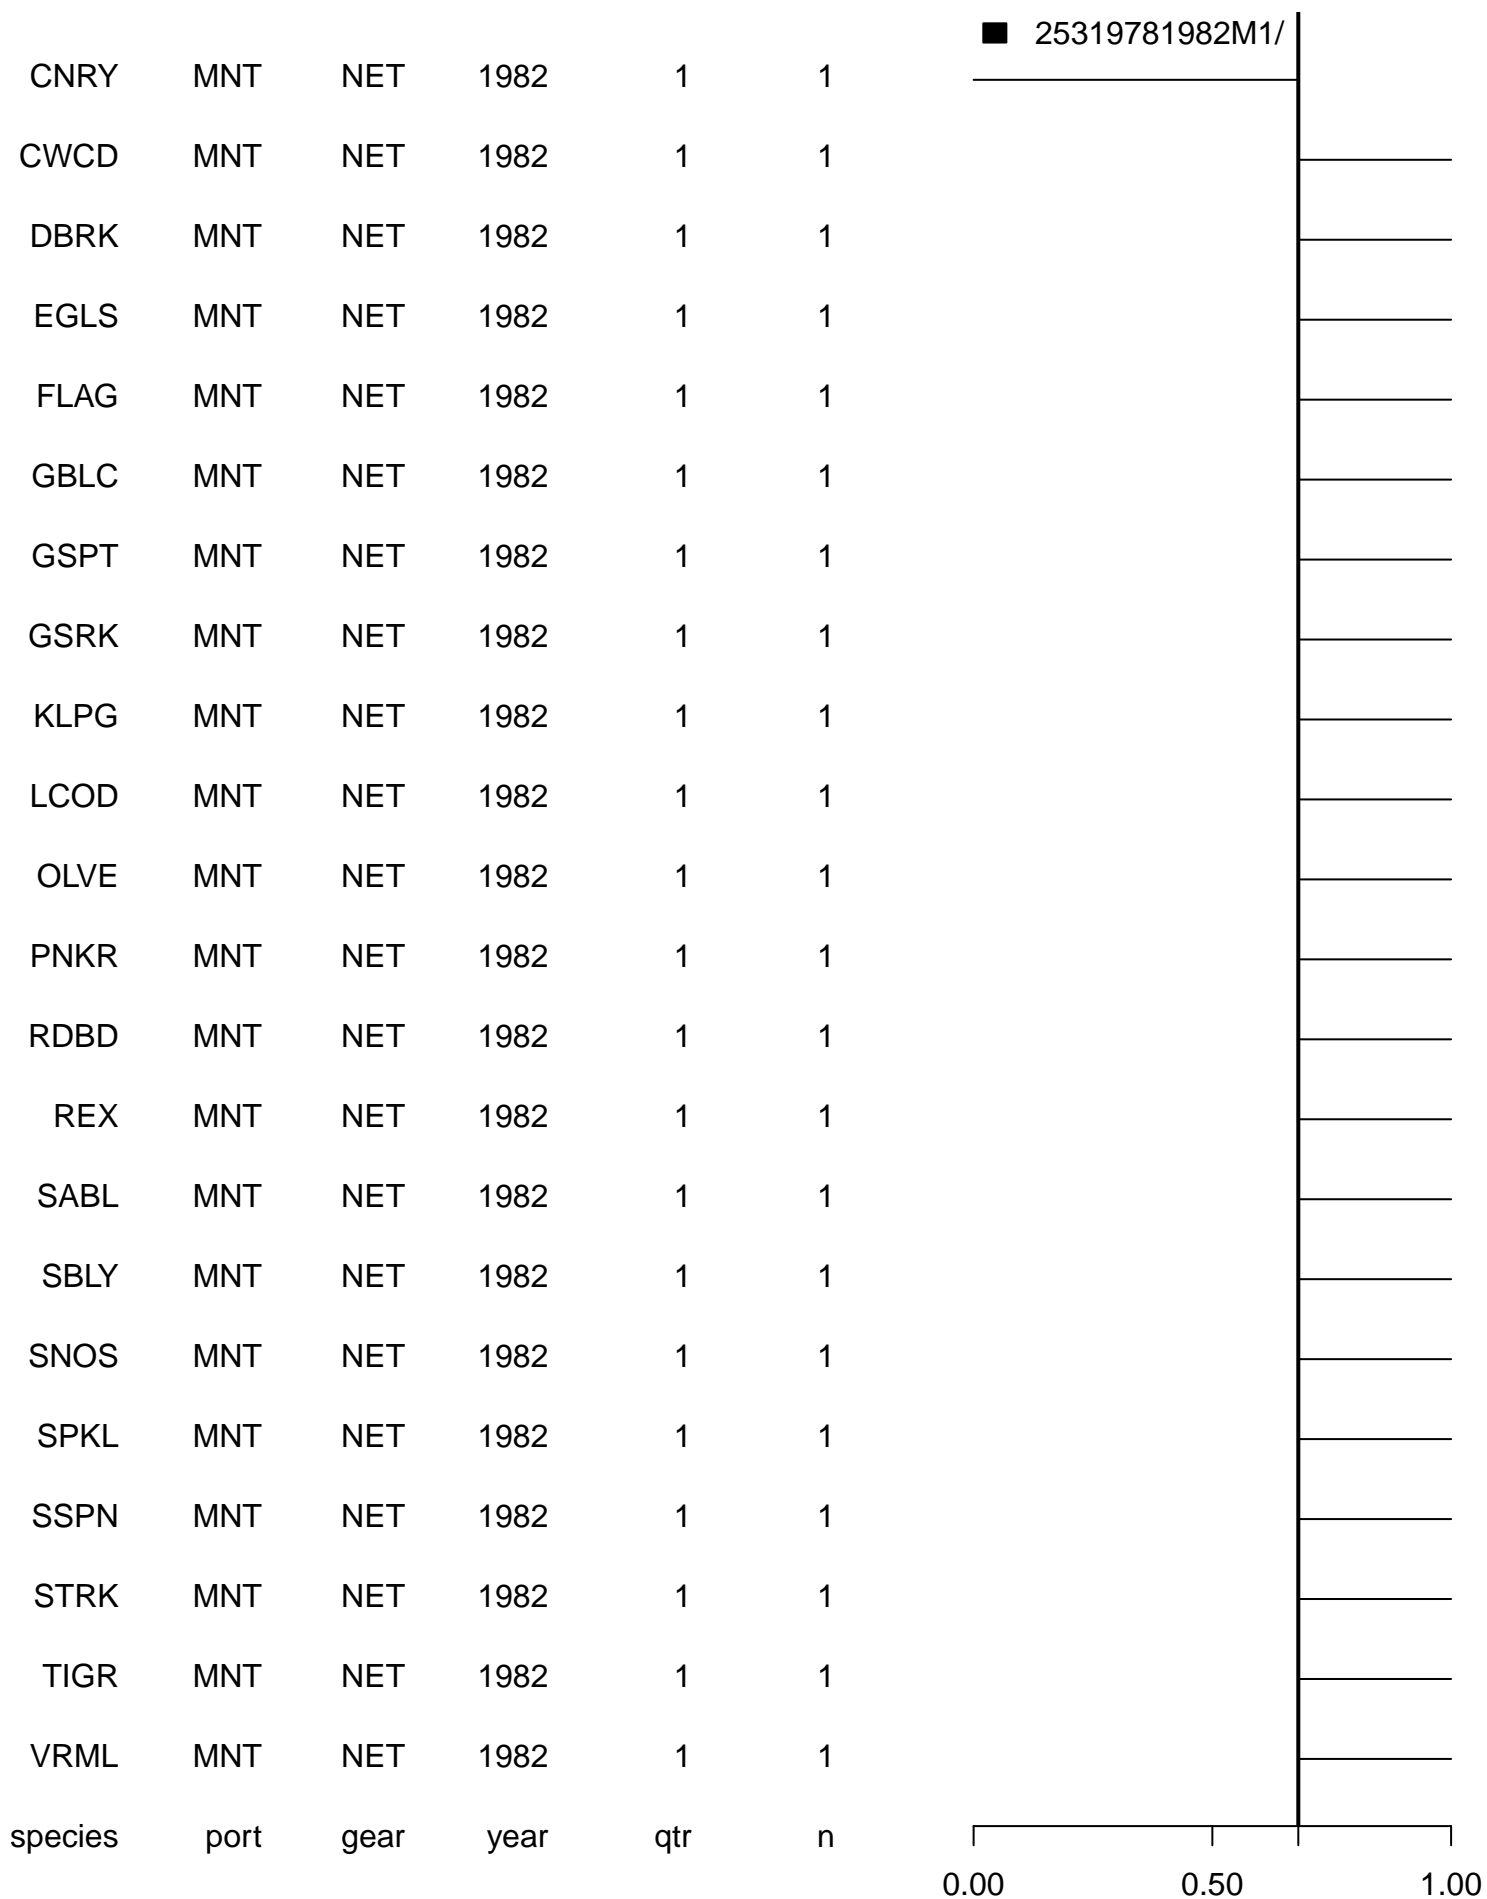 25319781982M1/
CNRY MNT NET 1982 1 1
CWCD MNT NET 1982 1 1
DBRK MNT NET 1982 1 1
EGLS MNT NET 1982 1 1
FLAG MNT NET 1982 1 1
GBLC MNT NET 1982 1 1
GSPT MNT NET 1982 1 1
GSRK MNT NET 1982 1 1
KLPG MNT NET 1982 1 1
LCOD MNT NET 1982 1 1
OLVE MNT NET 1982 1 1
PNKR MNT NET 1982 1 1
RDBD MNT NET 1982 1 1
REX MNT NET 1982 1 1
SABL MNT NET 1982 1 1
SBLY MNT NET 1982 1 1
SNOS MNT NET 1982 1 1
SPKL MNT NET 1982 1 1
SSPN MNT NET 1982 1 1
STRK MNT NET 1982 1 1
TIGR MNT NET 1982 1 1
VRML MNT NET 1982 1 1
species port gear year qtr n
0.00 0.50 1.00